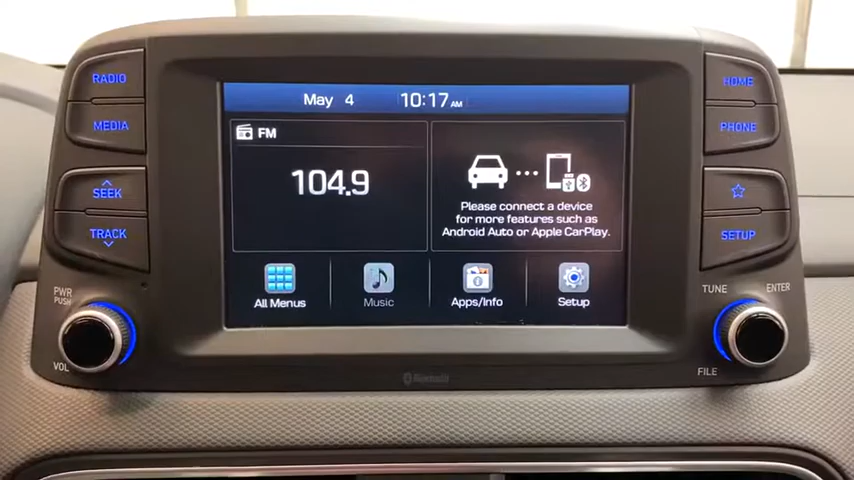 RADIO
MEDIA
SEEK
TRACK
PWR
PUSH
VOL
May 4 10:17 AM
FM
104.9
Please connect a device
for more features such as
Android Auto or Apple CarPlay.
All Menus
Music
Apps/Info
Setup
Bluetooth
HOME
PHONE
SETUP
TUNE
ENTER
FILE